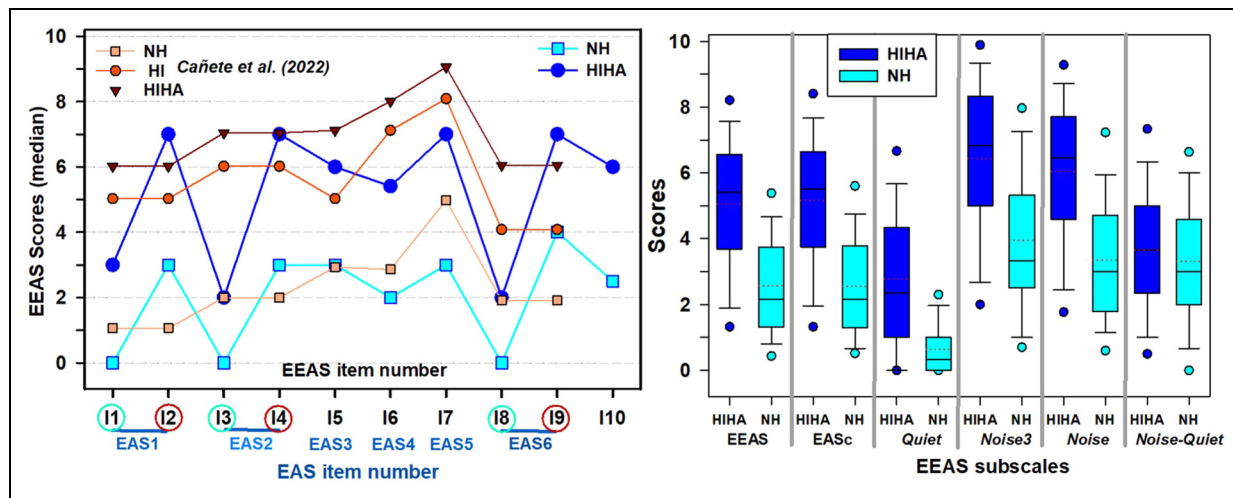 10
8
6
4
2
0
EEAS Scores (median)
NH
HI
HIHA
Cañete et al. (2022)
NH
HIHA
EEAS item number
I1 I2 I3 I4 I5 I6 I7 I8 I9 I10
EAS1 EAS2 EAS3 EAS4 EAS5 EAS6
EAS item number
10
8
6
4
2
0
Scores
HIHA
NH
HIHA NH HIHA NH HIHA NH HIHA NH HIHA NH HIHA NH
EEAS EASc Quiet Noise3 Noise Noise-Quiet
EEAS subscales